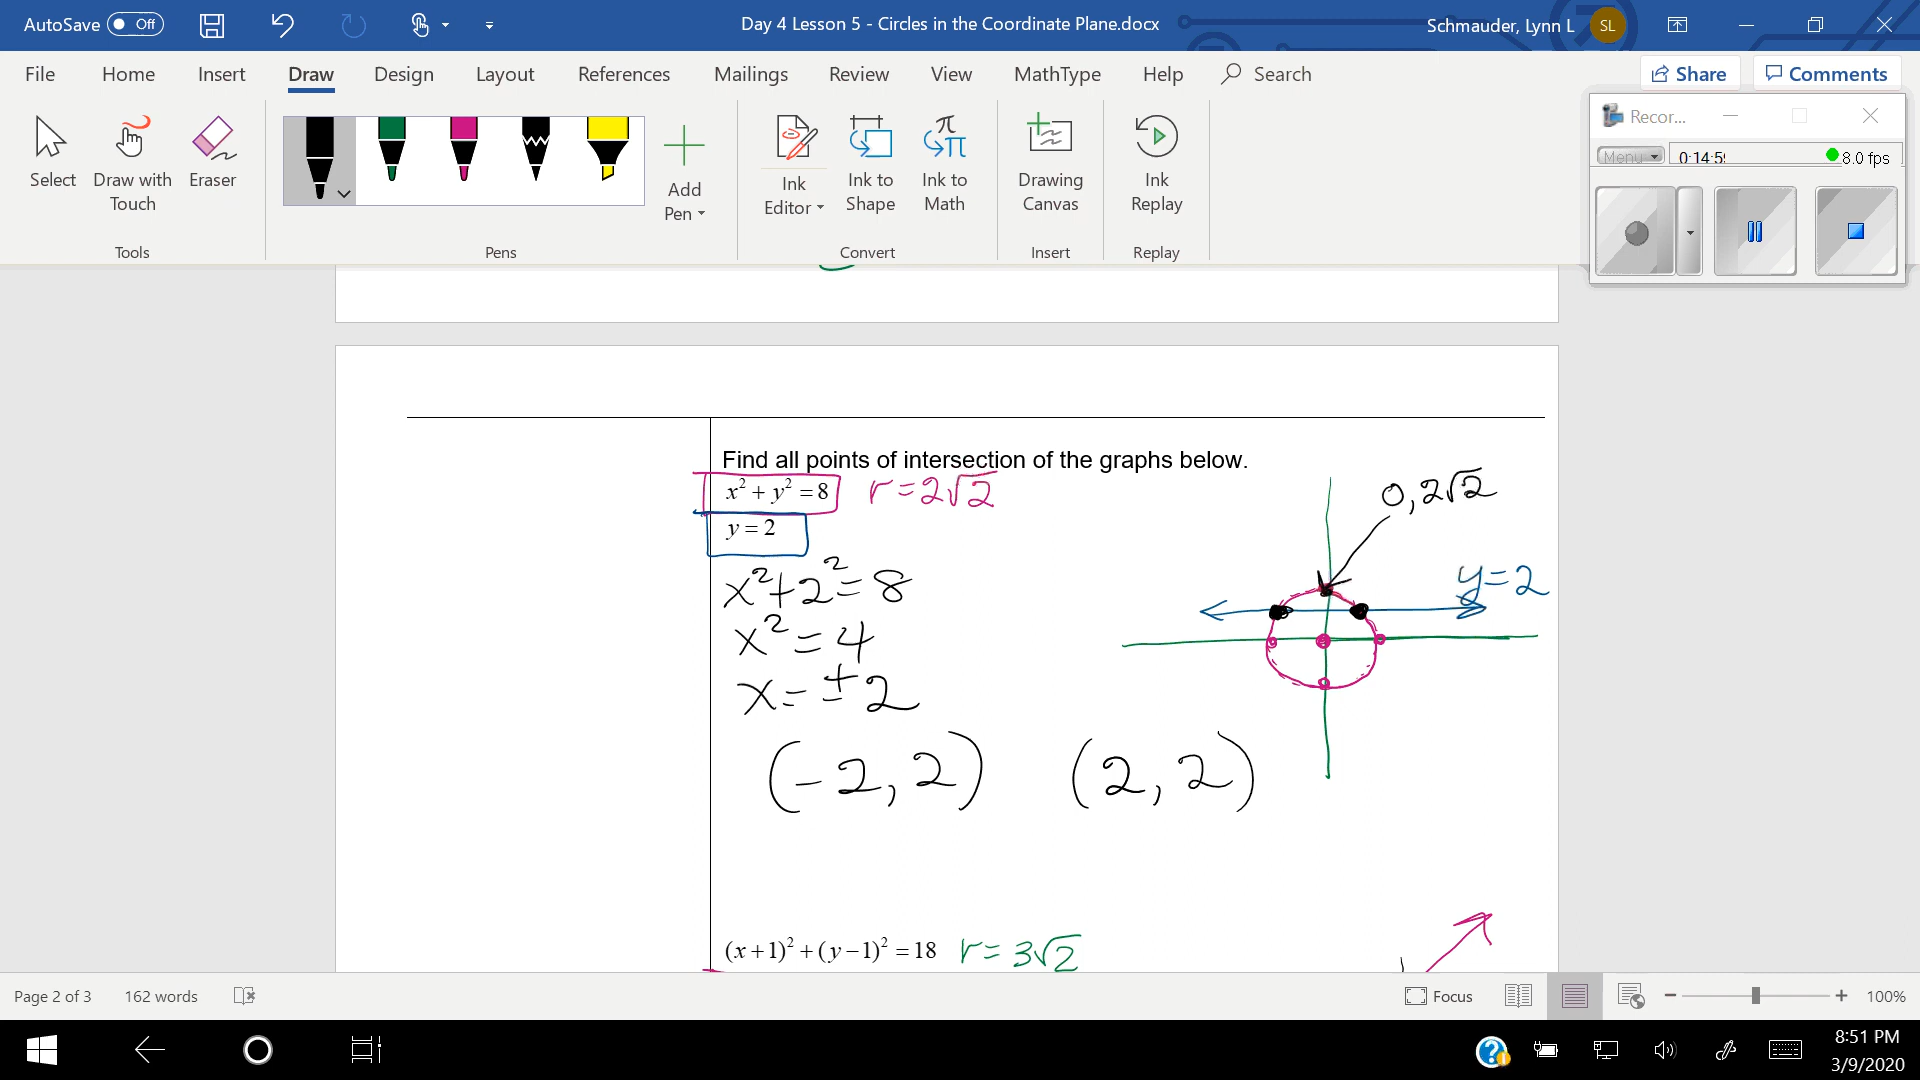 AutoSave Off
Day 4 Lesson 5 - Circles in the Coordinate Plane.docx
Schmauder, Lynn L
SL
File Home Insert Draw Design Layout References Mailings Review View MathType Help Search
Share Comments
Select
Draw with Touch
Eraser
Tools
Pens
Add Pen
Ink Editor
Ink to Shape
Ink to Math
Convert
Drawing Canvas
Insert
Ink Replay
Replay
Recor...
Menu
0:14:5
8.0 fps
Find all points of intersection of the graphs below.
x² + y² = 8 r = 2√2
y = 2
0, 2√2
y = 2
x² + 2² = 8
x² = 4
x = ± 2
(-2, 2) (2, 2)
(x+1)² + (y−1)² = 18 r = 3√2
Page 2 of 3 162 words
Focus
100%
8:51 PM
3/9/2020